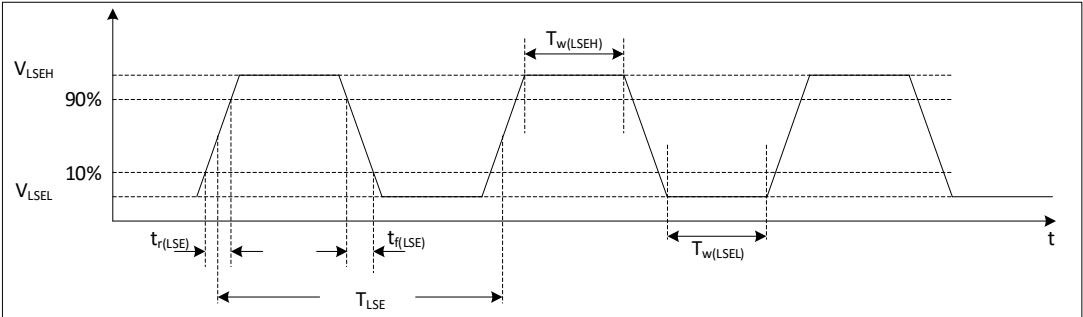 T_w(LSEH)
V_LSEH
90%
10%
V_LSEL
t_r(LSE)
t_f(LSE)
T_w(LSEL)
t
T_LSE